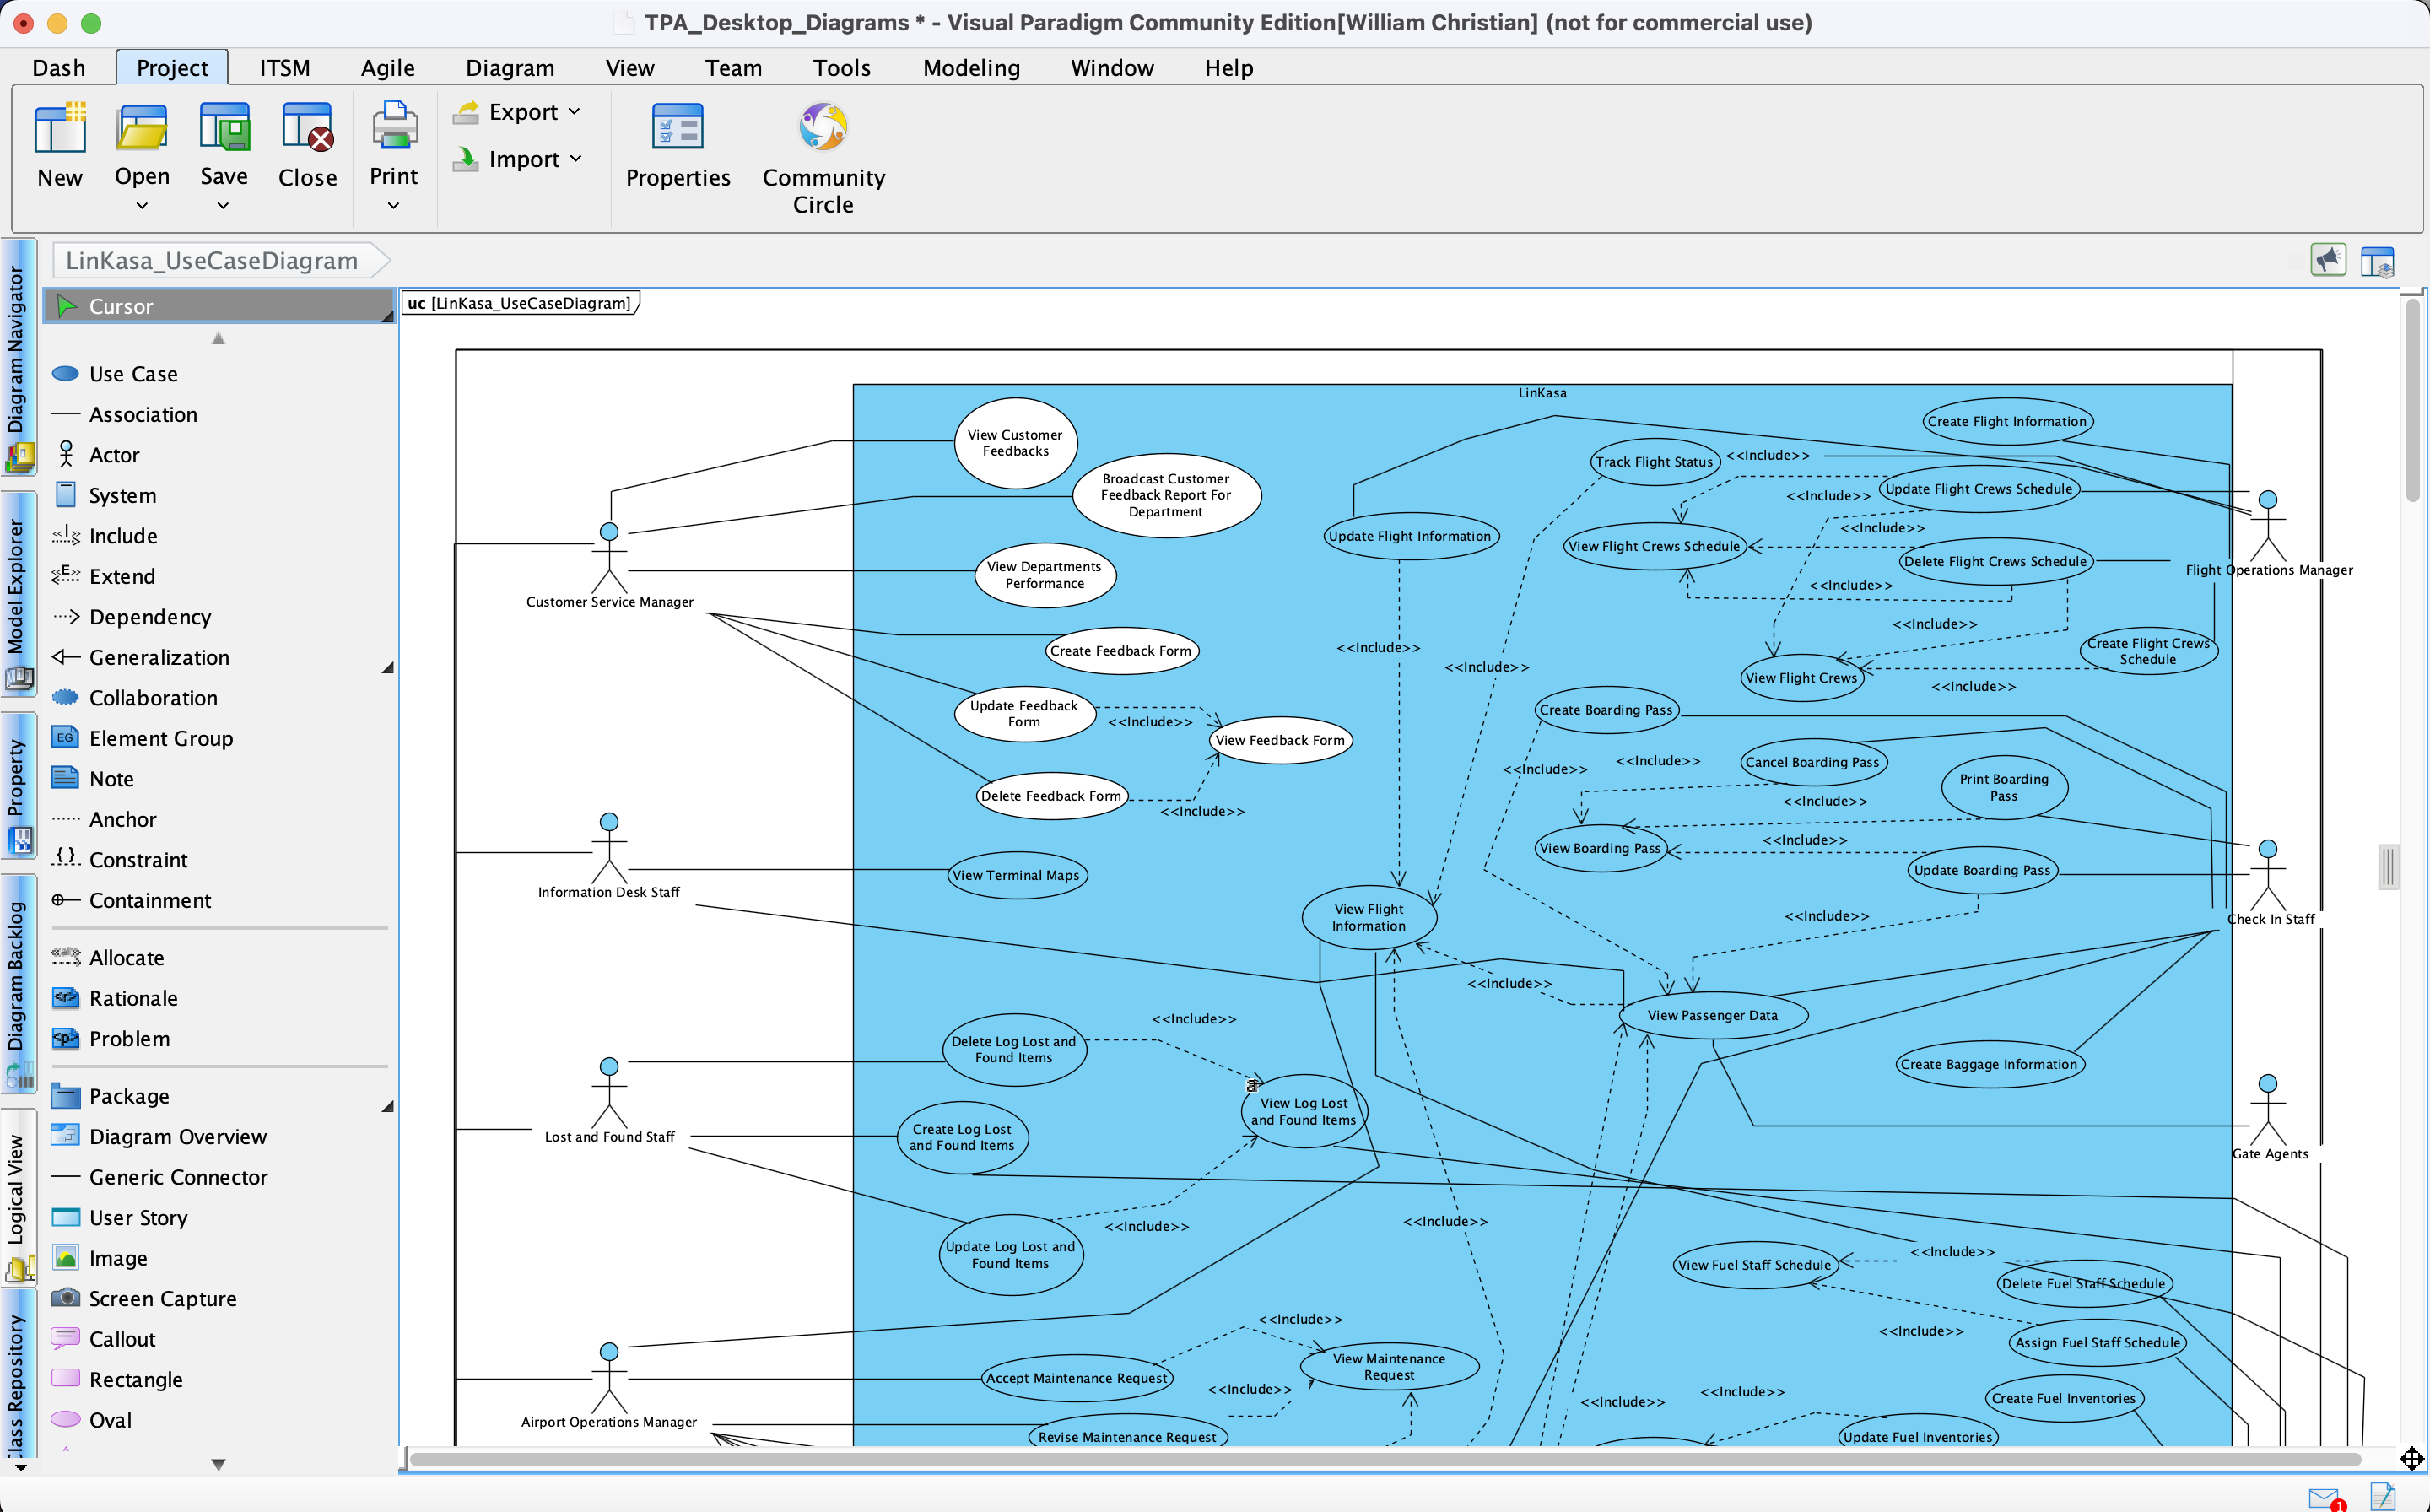 TPA_Desktop_Diagrams * - Visual Paradigm Community Edition[William Christian] (not for commercial use)
Dash
Project
ITSM
Agile
Diagram
View
Team
Tools
Modeling
Window
Help
New
Open
Save
Close
Print
Export
Import
Properties
Community
Circle
LinKasa_UseCaseDiagram
Diagram Navigator
Model Explorer
Property
Diagram Backlog
Logical View
Class Repository
Cursor
Use Case
Association
Actor
System
Include
Extend
Dependency
Generalization
Collaboration
Element Group
Note
Anchor
Constraint
Containment
Allocate
Rationale
Problem
Package
Diagram Overview
Generic Connector
User Story
Image
Screen Capture
Callout
Rectangle
Oval
uc [LinKasa_UseCaseDiagram]
LinKasa
Customer Service Manager
Information Desk Staff
Lost and Found Staff
Airport Operations Manager
View Customer
Feedbacks
Broadcast Customer
Feedback Report For
Department
View Departments
Performance
Create Feedback Form
Update Feedback
Form
<<Include>>
View Feedback Form
Delete Feedback Form
<<Include>>
View Terminal Maps
Delete Log Lost and
Found Items
<<Include>>
View Log Lost
and Found Items
Create Log Lost
and Found Items
Update Log Lost and
Found Items
<<Include>>
<<Include>>
Accept Maintenance Request
View Maintenance
Request
<<Include>>
Revise Maintenance Request
Create Flight Information
Track Flight Status
<<Include>>
Update Flight Crews Schedule
<<Include>>
<<Include>>
Update Flight Information
View Flight Crews Schedule
Delete Flight Crews Schedule
<<Include>>
<<Include>>
Create Flight Crews
Schedule
<<Include>>
<<Include>>
View Flight Crews
<<Include>>
Flight Operations Manager
Create Boarding Pass
<<Include>>
<<Include>>
Cancel Boarding Pass
Print Boarding
Pass
<<Include>>
<<Include>>
View Boarding Pass
Update Boarding Pass
<<Include>>
Check In Staff
View Flight
Information
<<Include>>
View Passenger Data
Create Baggage Information
Gate Agents
<<Include>>
View Fuel Staff Schedule
<<Include>>
Delete Fuel Staff Schedule
<<Include>>
Assign Fuel Staff Schedule
<<Include>>
<<Include>>
Create Fuel Inventories
Update Fuel Inventories
1